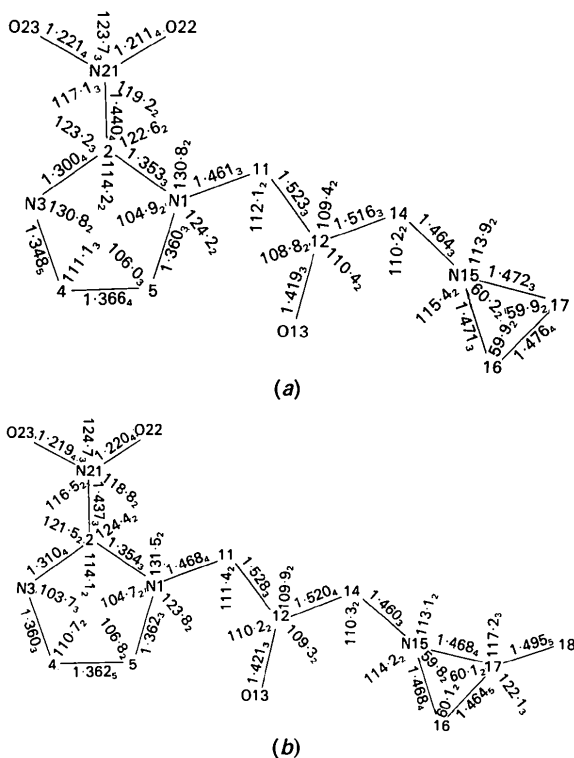 O23 1·221₄ 123·7₃ 1·211₄ O22
N21
117·1₃ 1·440₄ 119·2₂
123·2₃ 2 122·6₂
1·300₄ 114·2₂ 1·353₃ 130·8₂ 1·461₃ 11
N3 130·8₂ 104·9₂ N1 124·2₂ 112·1₂ 1·523₃ 109·4₂
1·348₅ 111·1₃ 106·0₃ 1·360₃ 108·8₂ 12 1·516₃ 14
4 1·366₄ 5 110·4₂ 110·2₂ 1·464₃ 113·9₂
1·419₃ N15 1·472₃
O13 115·4₂ 60·2₂ 59·9₂ 17
1·471₃ 59·9₂ 1·476₄
16
(a)
O23 1·219₄ 124·7₃ 1·220₄ O22
N21
116·5₂ 1·437₃ 118·8₂
121·5₂ 2 124·4₂
1·310₄ 114·1₂ 1·354₃ 131·5₂ 1·468₄ 11
N3 103·7₃ 104·7₂ N1 123·8₂ 111·4₂ 1·528₃ 109·9₂
1·360₃ 110·7₂ 106·8₂ 1·362₃ 110·2₂ 12 1·520₄ 14
4 1·362₅ 5 109·3₂ 110·3₂ 1·460₃ 113·1₂
1·421₃ N15 1·468₄ 117·2₃ 1·495₅ 18
O13 114·2₂ 59·8₂ 60·1₂ 17 122·1₃
1·468₄ 60·1₂ 1·464₅
16
(b)